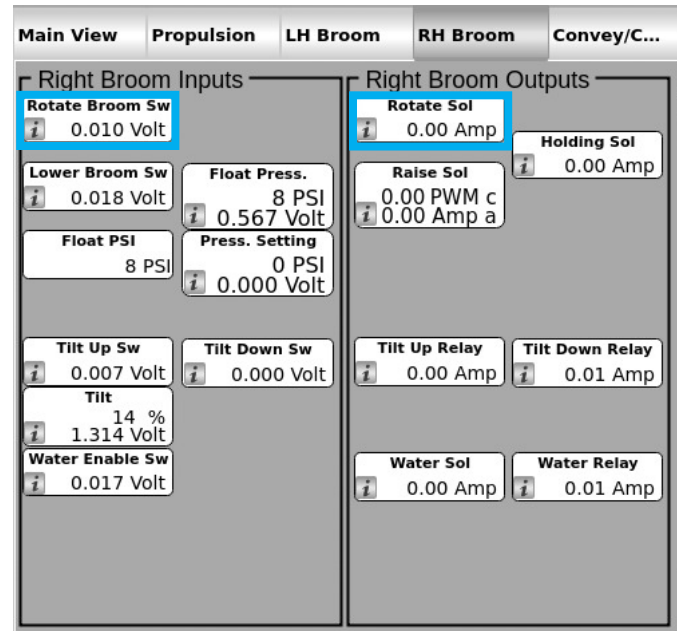 Main View
Propulsion
LH Broom
RH Broom
Convey/C...
Right Broom Inputs
Rotate Broom Sw
i 0.010 Volt
Lower Broom Sw
i 0.018 Volt
Float Press.
8 PSI
i 0.567 Volt
Float PSI
8 PSI
Press. Setting
0 PSI
i 0.000 Volt
Tilt Up Sw
i 0.007 Volt
Tilt Down Sw
i 0.000 Volt
Tilt
14 %
i 1.314 Volt
Water Enable Sw
i 0.017 Volt
Right Broom Outputs
Rotate Sol
i 0.00 Amp
Holding Sol
i 0.00 Amp
Raise Sol
0.00 PWM c
i 0.00 Amp a
Tilt Up Relay
i 0.00 Amp
Tilt Down Relay
i 0.01 Amp
Water Sol
i 0.00 Amp
Water Relay
i 0.01 Amp